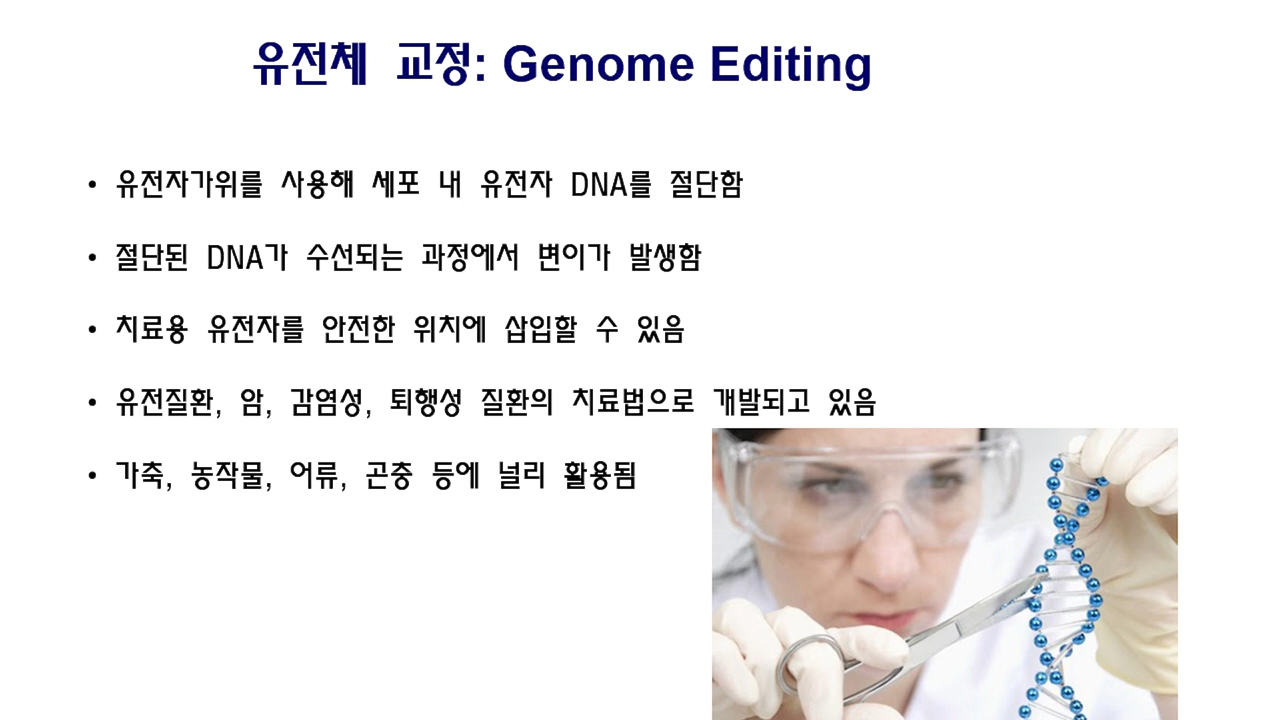 유전체 교정: Genome Editing
• 유전자가위를 사용해 세포 내 유전자 DNA를 절단함
• 절단된 DNA가 수선되는 과정에서 변이가 발생함
• 치료용 유전자를 안전한 위치에 삽입할 수 있음
• 유전질환, 암, 감염성, 퇴행성 질환의 치료법으로 개발되고 있음
• 가축, 농작물, 어류, 곤충 등에 널리 활용됨